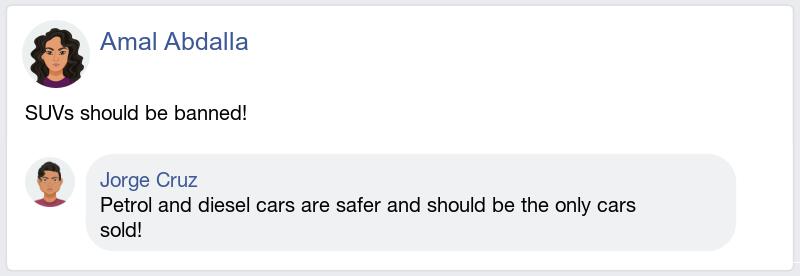 Amal Abdalla
SUVs should be banned!
Jorge Cruz
Petrol and diesel cars are safer and should be the only cars
sold!